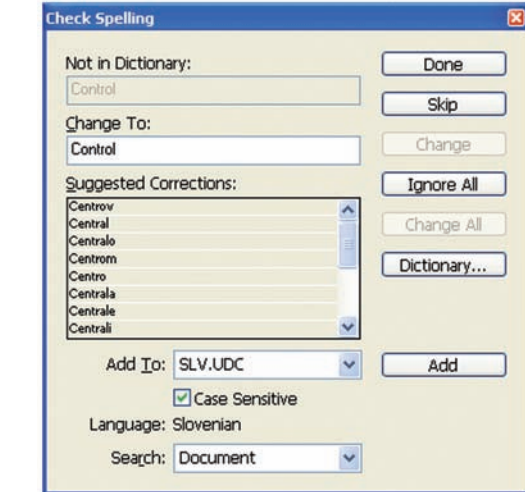 Check Spelling
Not in Dictionary:
Control
Change To:
Control
Suggested Corrections:
Centrov
Central
Centralo
Centrom
Centro
Centrala
Centrale
Centrali
Done
Skip
Change
Ignore All
Change All
Dictionary...
Add To: SLV.UDC
Add
Case Sensitive
Language: Slovenian
Search: Document